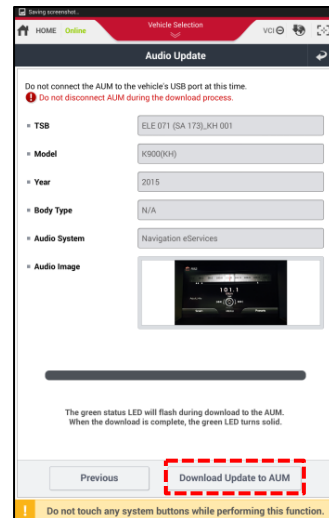 Saving screenshot...
HOME Online Vehicle Selection VCI
Audio Update
Do not connect the AUM to the vehicle's USB port at this time.
Do not disconnect AUM during the download process.
TSB ELE 071 (SA 173)_KH 001
Model K900(KH)
Year 2015
Body Type N/A
Audio System Navigation eServices
Audio Image
101.1
The green status LED will flash during download to the AUM.
When the download is complete, the green LED turns solid.
Previous Download Update to AUM
Do not touch any system buttons while performing this function.